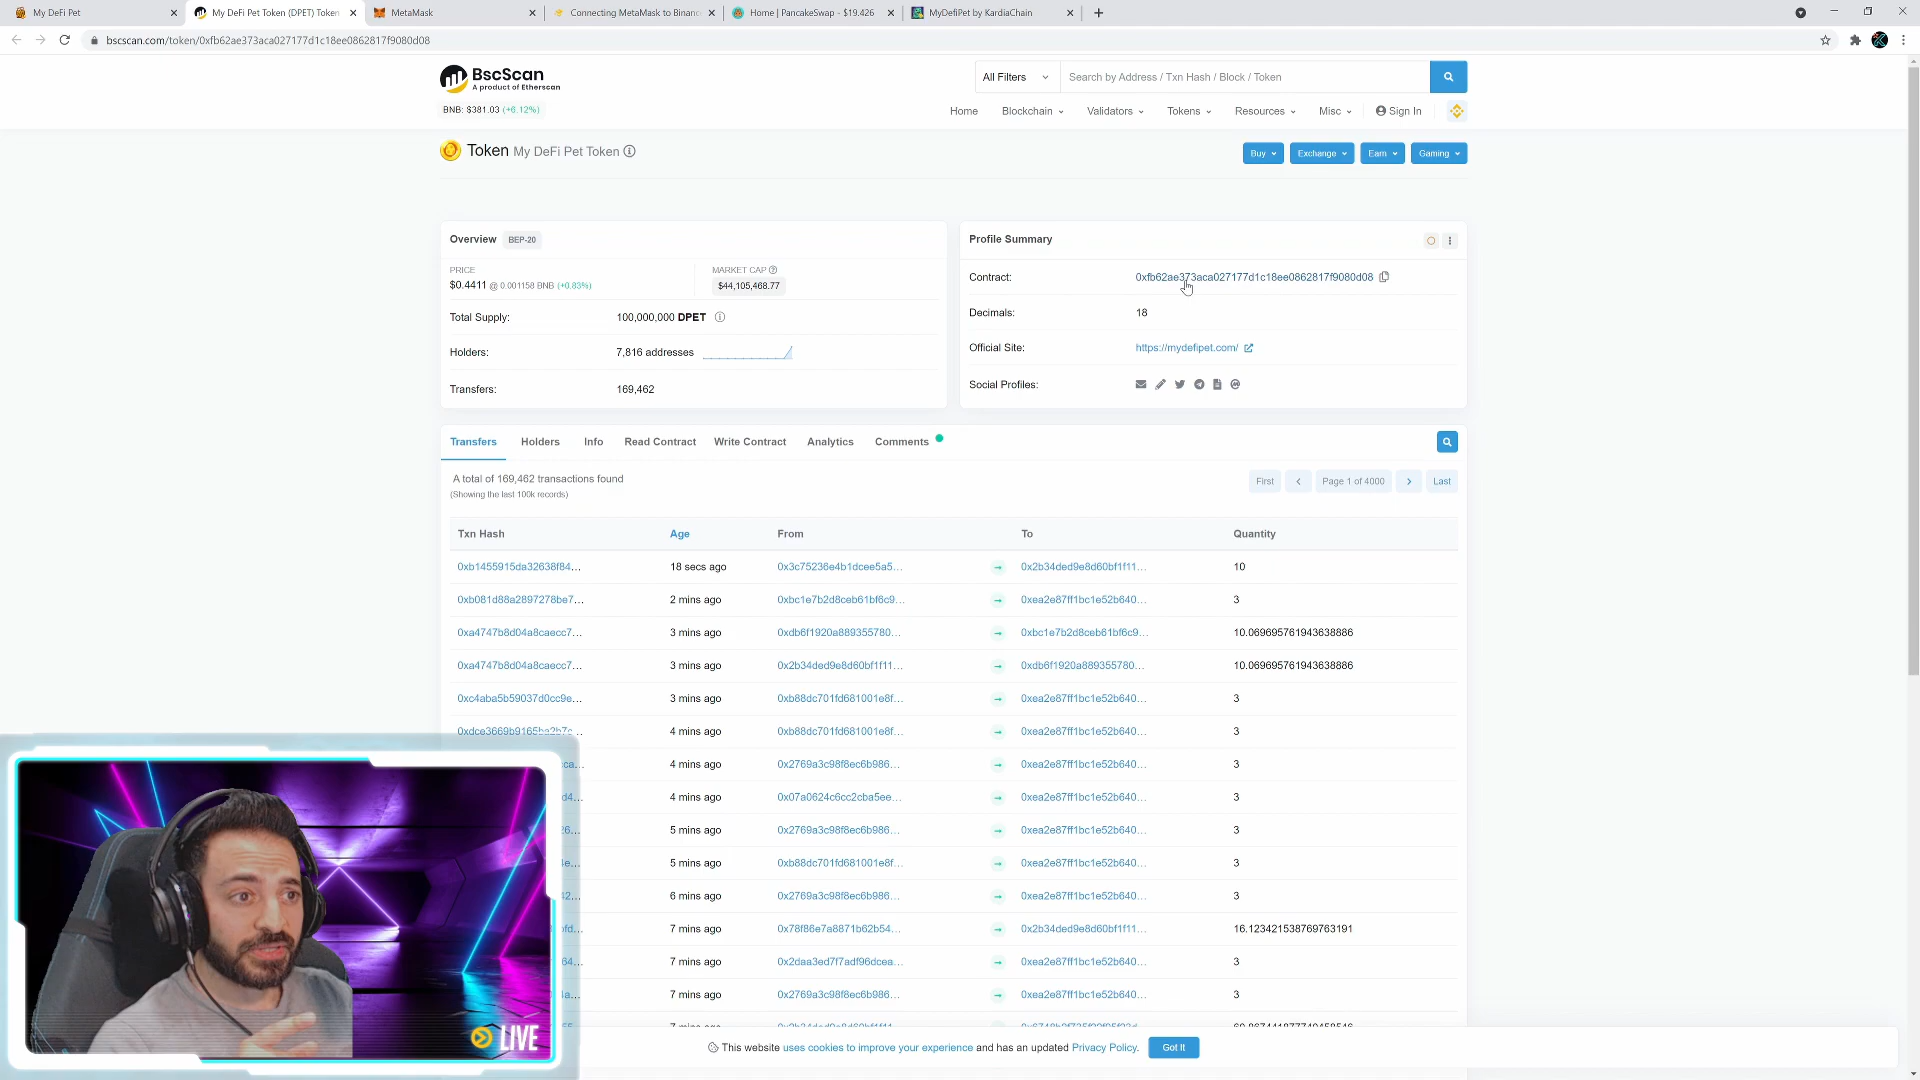 My DeFi Pet
My DeFi Pet Token (DPET) Token
MetaMask
Connecting MetaMask to Binanc
Home | PancakeSwap - $19.426
MyDefiPet by KardiaChain
bscscan.com/token/0xfb62ae373aca027177d1c18ee0862817f9080d08
BscScan
A product of Etherscan
All Filters
Search by Address / Txn Hash / Block / Token
BNB: $381.03 (+6.12%)
Home
Blockchain
Validators
Tokens
Resources
Misc
Sign In
Token My DeFi Pet Token
Buy
Exchange
Earn
Gaming
Overview BEP-20
PRICE
$0.4411 @ 0.001158 BNB (+0.83%)
MARKET CAP
$44,105,468.77
Total Supply: 100,000,000 DPET
Holders: 7,816 addresses
Transfers: 169,462
Profile Summary
Contract: 0xfb62ae373aca027177d1c18ee0862817f9080d08
Decimals: 18
Official Site: https://mydefipet.com/
Social Profiles:
Transfers Holders Info Read Contract Write Contract Analytics Comments
A total of 169,462 transactions found
(Showing the last 100k records)
First
Page 1 of 4000
Last
Txn Hash Age From To Quantity
0xb1455915da32638f84... 18 secs ago 0x3c75236e4b1dcee5a5... 0x2b34ded9e8d60bf1f11... 10
0xb081d88a2897278be7... 2 mins ago 0xbc1e7b2d8ceb61bf6c9... 0xea2e87ff1bc1e52b640... 3
0xa4747b8d04a8caecc7... 3 mins ago 0xdb6f1920a889355780... 0xbc1e7b2d8ceb61bf6c9... 10.069695761943638886
0xa4747b8d04a8caecc7... 3 mins ago 0x2b34ded9e8d60bf1f11... 0xdb6f1920a889355780... 10.069695761943638886
0xc4aba5b59037d0cc9e... 3 mins ago 0xb88dc701fd681001e8f... 0xea2e87ff1bc1e52b640... 3
0xdce3669b9165ba2b7c... 4 mins ago 0xb88dc701fd681001e8f... 0xea2e87ff1bc1e52b640... 3
ca... 4 mins ago 0x2769a3c98f8ec6b986... 0xea2e87ff1bc1e52b640... 3
d4... 4 mins ago 0x07a0624c6cc2cba5ee... 0xea2e87ff1bc1e52b640... 3
26... 5 mins ago 0x2769a3c98f8ec6b986... 0xea2e87ff1bc1e52b640... 3
5 mins ago 0xb88dc701fd681001e8f... 0xea2e87ff1bc1e52b640... 3
42... 6 mins ago 0x2769a3c98f8ec6b986... 0xea2e87ff1bc1e52b640... 3
7 mins ago 0x78f86e7a8871b62b54... 0x2b34ded9e8d60bf1f11... 16.123421538769763191
64... 7 mins ago 0x2daa3ed7f7adf96dcea... 0xea2e87ff1bc1e52b640... 3
7 mins ago 0x2769a3c98f8ec6b986... 0xea2e87ff1bc1e52b640... 3
This website uses cookies to improve your experience and has an updated Privacy Policy.
Got It
LIVE